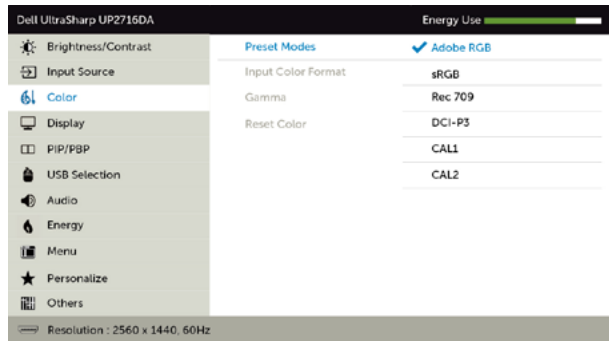 Dell UltraSharp UP2716DA Energy Use
Brightness/Contrast Preset Modes Adobe RGB
Input Source Input Color Format sRGB
Color Gamma Rec 709
Display Reset Color DCI-P3
PIP/PBP CAL1
USB Selection CAL2
Audio
Energy
Menu
Personalize
Others
Resolution : 2560 x 1440, 60Hz